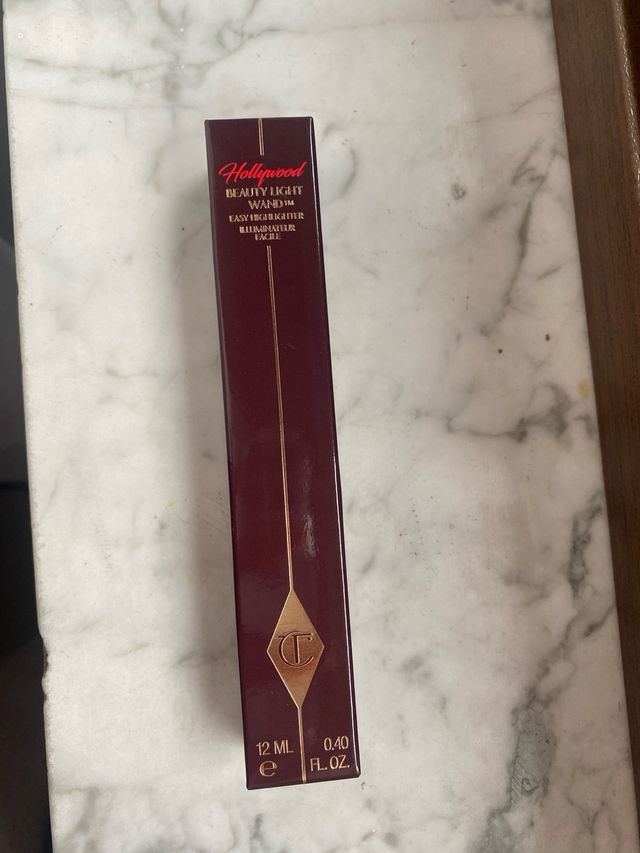 Hollywood
BEAUTY LIGHT
WAND™
EASY HIGHLIGHTER
ILLUMINATEUR
FACILE
CT
12 ML 0.40
e FL. OZ.